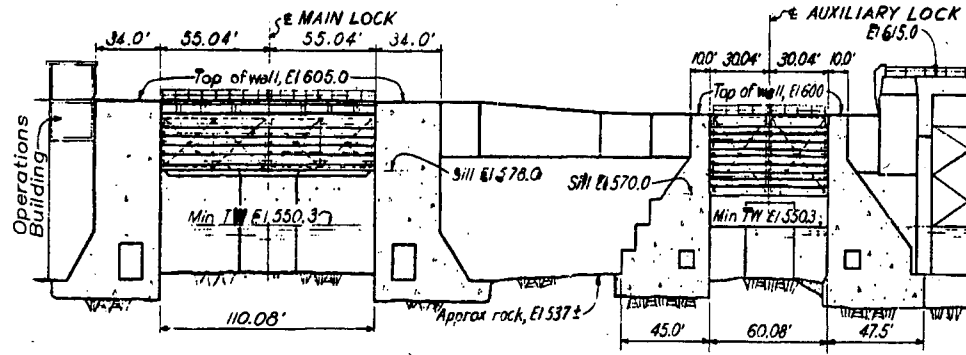 ℄ MAIN LOCK
℄ AUXILIARY LOCK
El 615.0
34.0'
55.04'
55.04'
34.0'
10.0'
30.04'
30.04'
10.0'
Top of wall, El 605.0
Top of wall, El 600
Operations
Building
Sill El 578.0
Sill El 570.0
Min TW El 550.3
Min TW El 550.3
Approx rock, El 537 ±
110.08'
45.0'
60.08'
47.5'